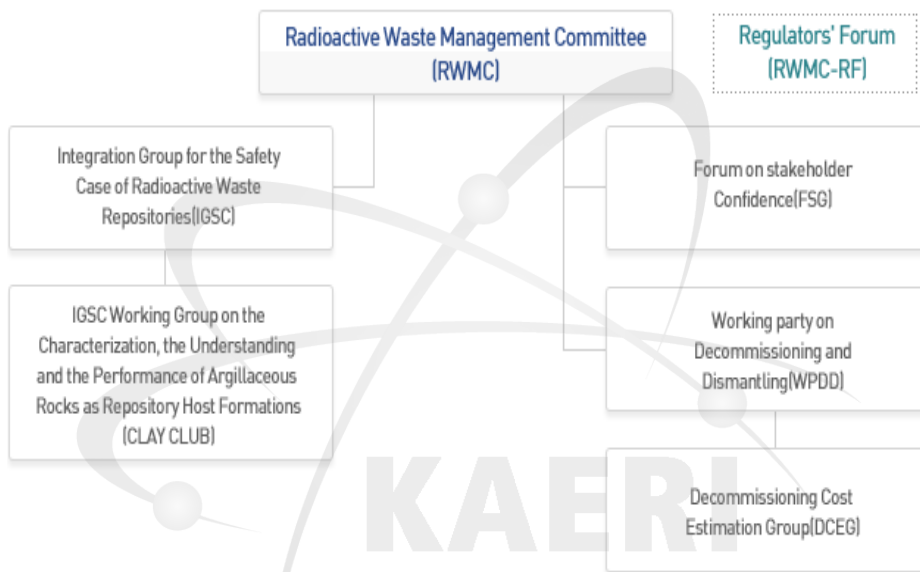 Radioactive Waste Management Committee
(RWMC)
Regulators' Forum
(RWMC-RF)
Integration Group for the Safety
Case of Radioactive Waste
Repositories(IGSC)
Forum on stakeholder
Confidence(FSG)
IGSC Working Group on the
Characterization, the Understanding
and the Performance of Argillaceous
Rocks as Repository Host Formations
(CLAY CLUB)
Working party on
Decommissioning and
Dismantling(WPDD)
Decommissioning Cost
Estimation Group(DCEG)
KAERI